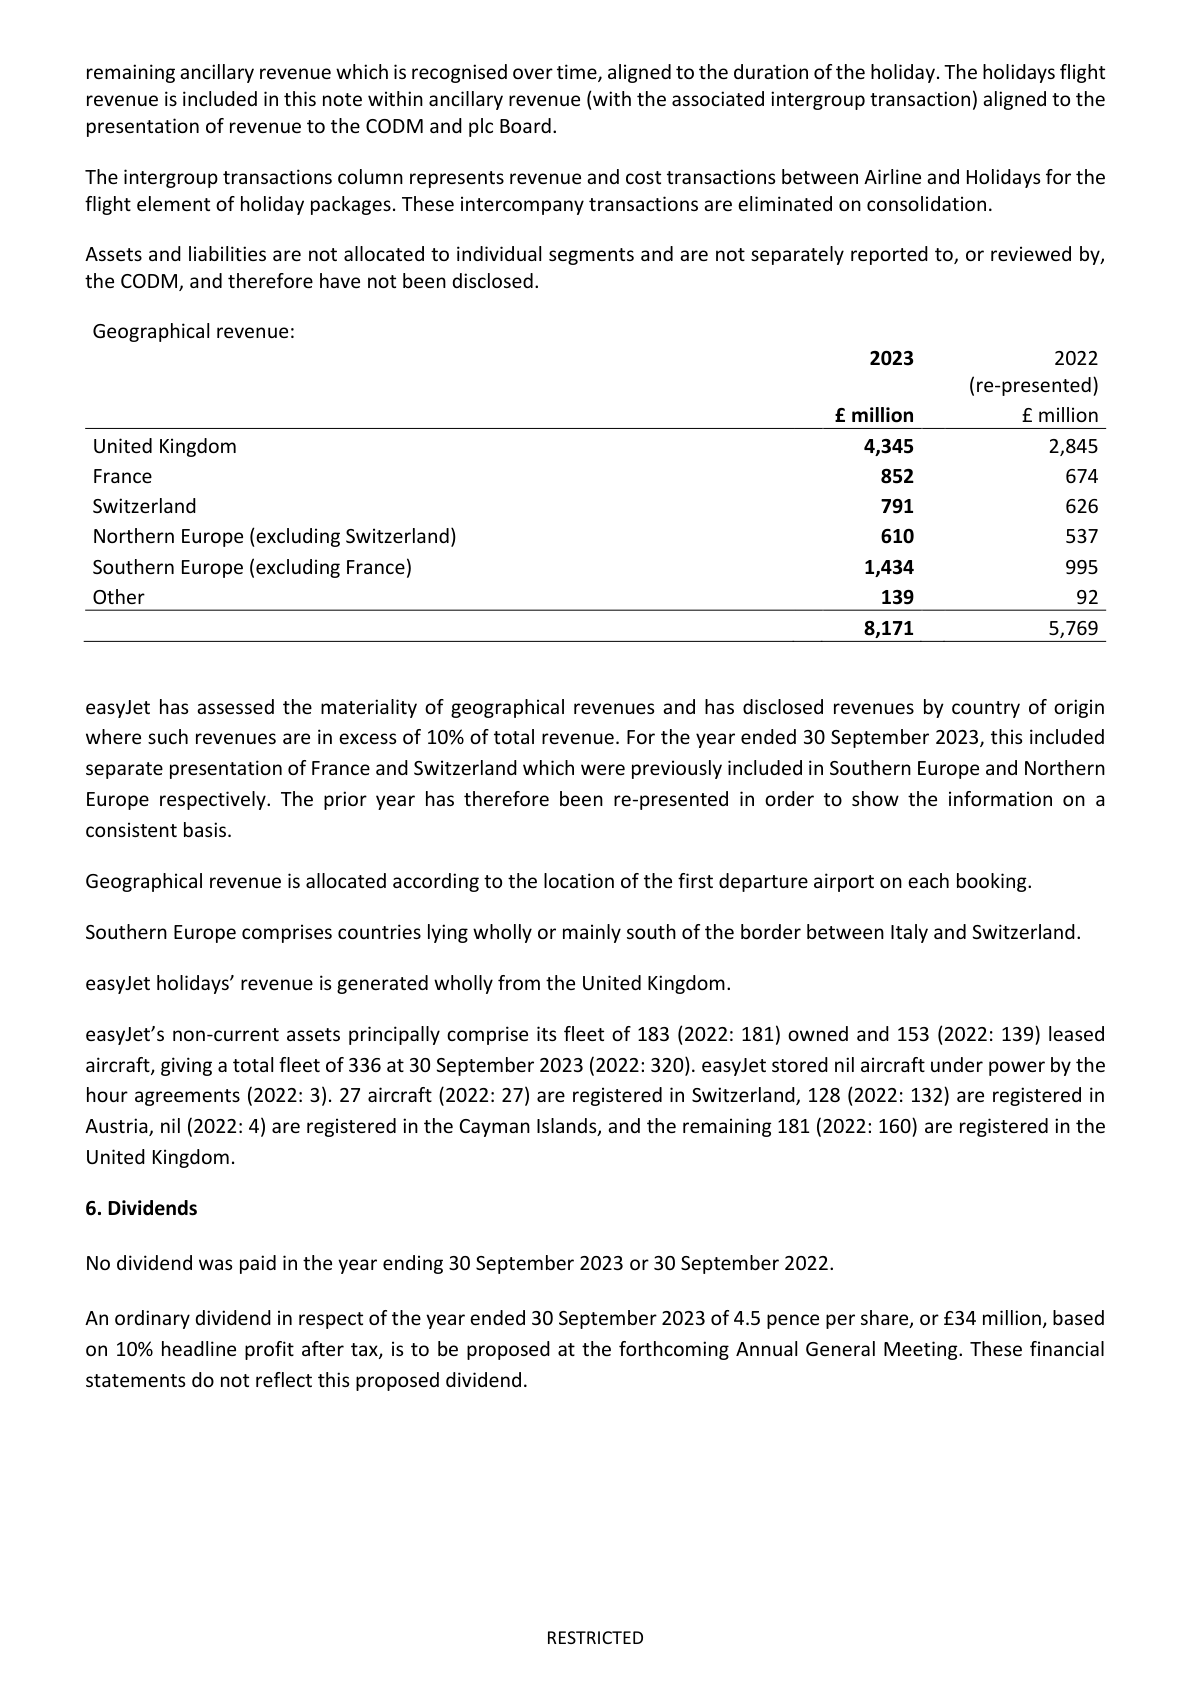 remaining ancillary revenue which is recognised over time, aligned to the duration of the holiday. The holidays flight
revenue is included in this note within ancillary revenue (with the associated intergroup transaction) aligned to the
presentation of revenue to the CODM and plc Board.
The intergroup transactions column represents revenue and cost transactions between Airline and Holidays for the
flight element of holiday packages. These intercompany transactions are eliminated on consolidation.
Assets and liabilities are not allocated to individual segments and are not separately reported to, or reviewed by,
the CODM, and therefore have not been disclosed.
Geographical revenue:
2023 2022
(re-presented)
£ million £ million
United Kingdom 4,345 2,845
France 852 674
Switzerland 791 626
Northern Europe (excluding Switzerland) 610 537
Southern Europe (excluding France) 1,434 995
Other 139 92
8,171 5,769
easyJet has assessed the materiality of geographical revenues and has disclosed revenues by country of origin
where such revenues are in excess of 10% of total revenue. For the year ended 30 September 2023, this included
separate presentation of France and Switzerland which were previously included in Southern Europe and Northern
Europe respectively. The prior year has therefore been re-presented in order to show the information on a
consistent basis.
Geographical revenue is allocated according to the location of the first departure airport on each booking.
Southern Europe comprises countries lying wholly or mainly south of the border between Italy and Switzerland.
easyJet holidays’ revenue is generated wholly from the United Kingdom.
easyJet’s non-current assets principally comprise its fleet of 183 (2022: 181) owned and 153 (2022: 139) leased
aircraft, giving a total fleet of 336 at 30 September 2023 (2022: 320). easyJet stored nil aircraft under power by the
hour agreements (2022: 3). 27 aircraft (2022: 27) are registered in Switzerland, 128 (2022: 132) are registered in
Austria, nil (2022: 4) are registered in the Cayman Islands, and the remaining 181 (2022: 160) are registered in the
United Kingdom.
6. Dividends
No dividend was paid in the year ending 30 September 2023 or 30 September 2022.
An ordinary dividend in respect of the year ended 30 September 2023 of 4.5 pence per share, or £34 million, based
on 10% headline profit after tax, is to be proposed at the forthcoming Annual General Meeting. These financial
statements do not reflect this proposed dividend.
RESTRICTED